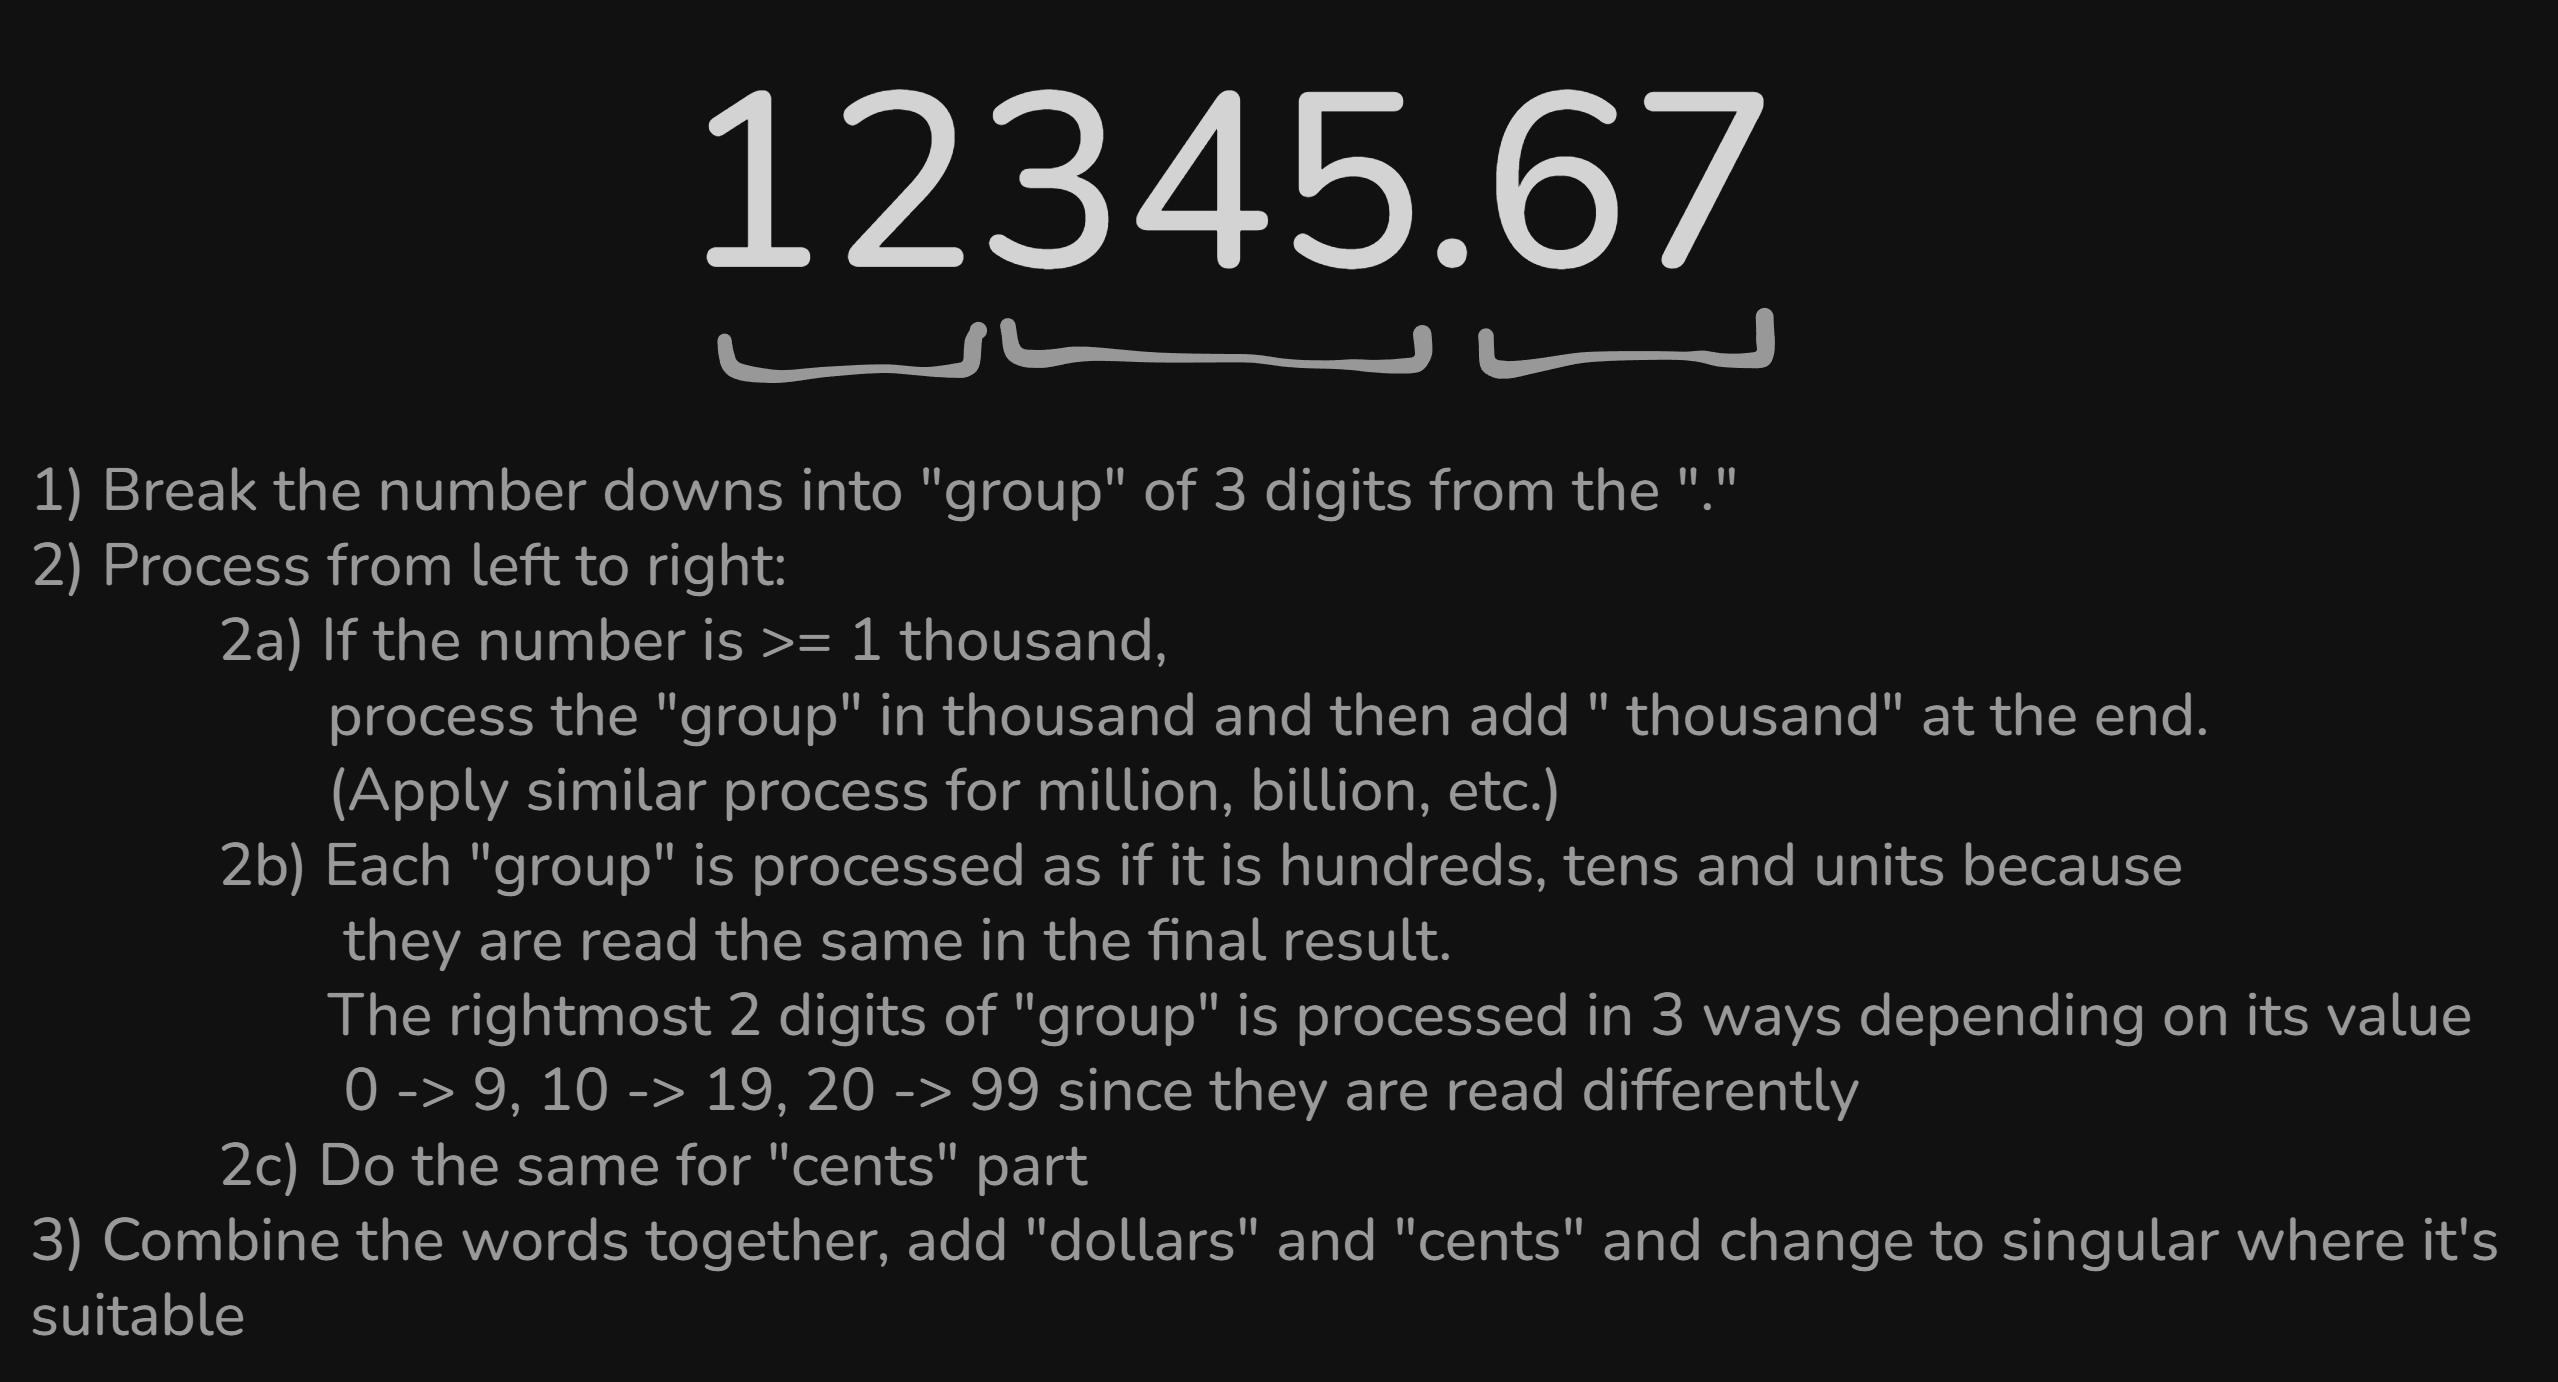 12345.67
1) Break the number downs into "group" of 3 digits from the "."
2) Process from left to right:
2a) If the number is >= 1 thousand,
process the "group" in thousand and then add " thousand" at the end.
(Apply similar process for million, billion, etc.)
2b) Each "group" is processed as if it is hundreds, tens and units because
they are read the same in the final result.
The rightmost 2 digits of "group" is processed in 3 ways depending on its value
0 -> 9, 10 -> 19, 20 -> 99 since they are read differently
2c) Do the same for "cents" part
3) Combine the words together, add "dollars" and "cents" and change to singular where it's
suitable